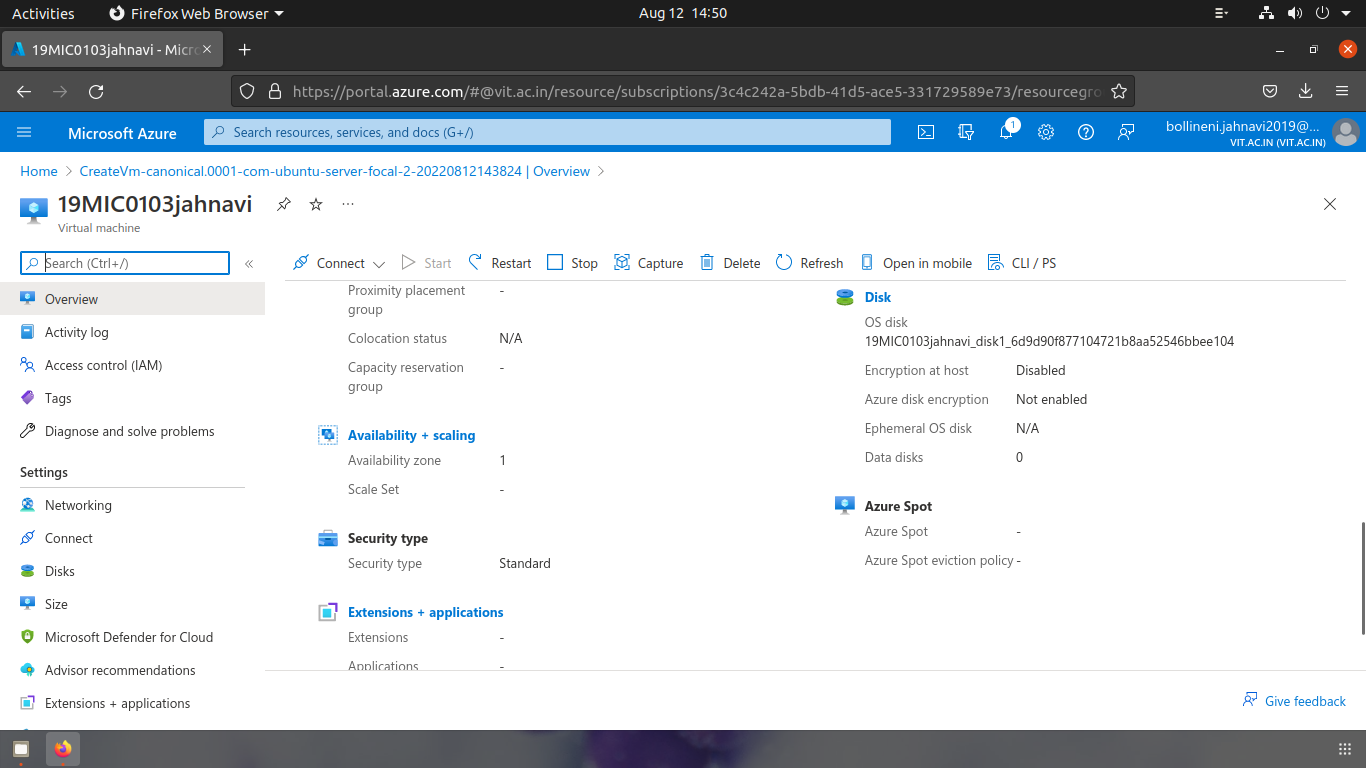 Activities
Firefox Web Browser
Aug 12 14:50
19MIC0103jahnavi - Micro
https://portal.azure.com/#@vit.ac.in/resource/subscriptions/3c4c242a-5bdb-41d5-ace5-331729589e73/resourcegro
Microsoft Azure
Search resources, services, and docs (G+/)
1
bollineni.jahnavi2019@...
VIT.AC.IN (VIT.AC.IN)
Home > CreateVm-canonical.0001-com-ubuntu-server-focal-2-20220812143824 | Overview >
19MIC0103jahnavi
Virtual machine
Search (Ctrl+/)
«
Connect
Start
Restart
Stop
Capture
Delete
Refresh
Open in mobile
CLI / PS
Overview
Activity log
Access control (IAM)
Tags
Diagnose and solve problems
Settings
Networking
Connect
Disks
Size
Microsoft Defender for Cloud
Advisor recommendations
Extensions + applications
Proximity placement group -
Colocation status N/A
Capacity reservation group -
Availability + scaling
Availability zone 1
Scale Set -
Security type
Security type Standard
Extensions + applications
Extensions -
Applications -
Disk
OS disk
19MIC0103jahnavi_disk1_6d9d90f877104721b8aa52546bbee104
Encryption at host Disabled
Azure disk encryption Not enabled
Ephemeral OS disk N/A
Data disks 0
Azure Spot
Azure Spot -
Azure Spot eviction policy -
Give feedback